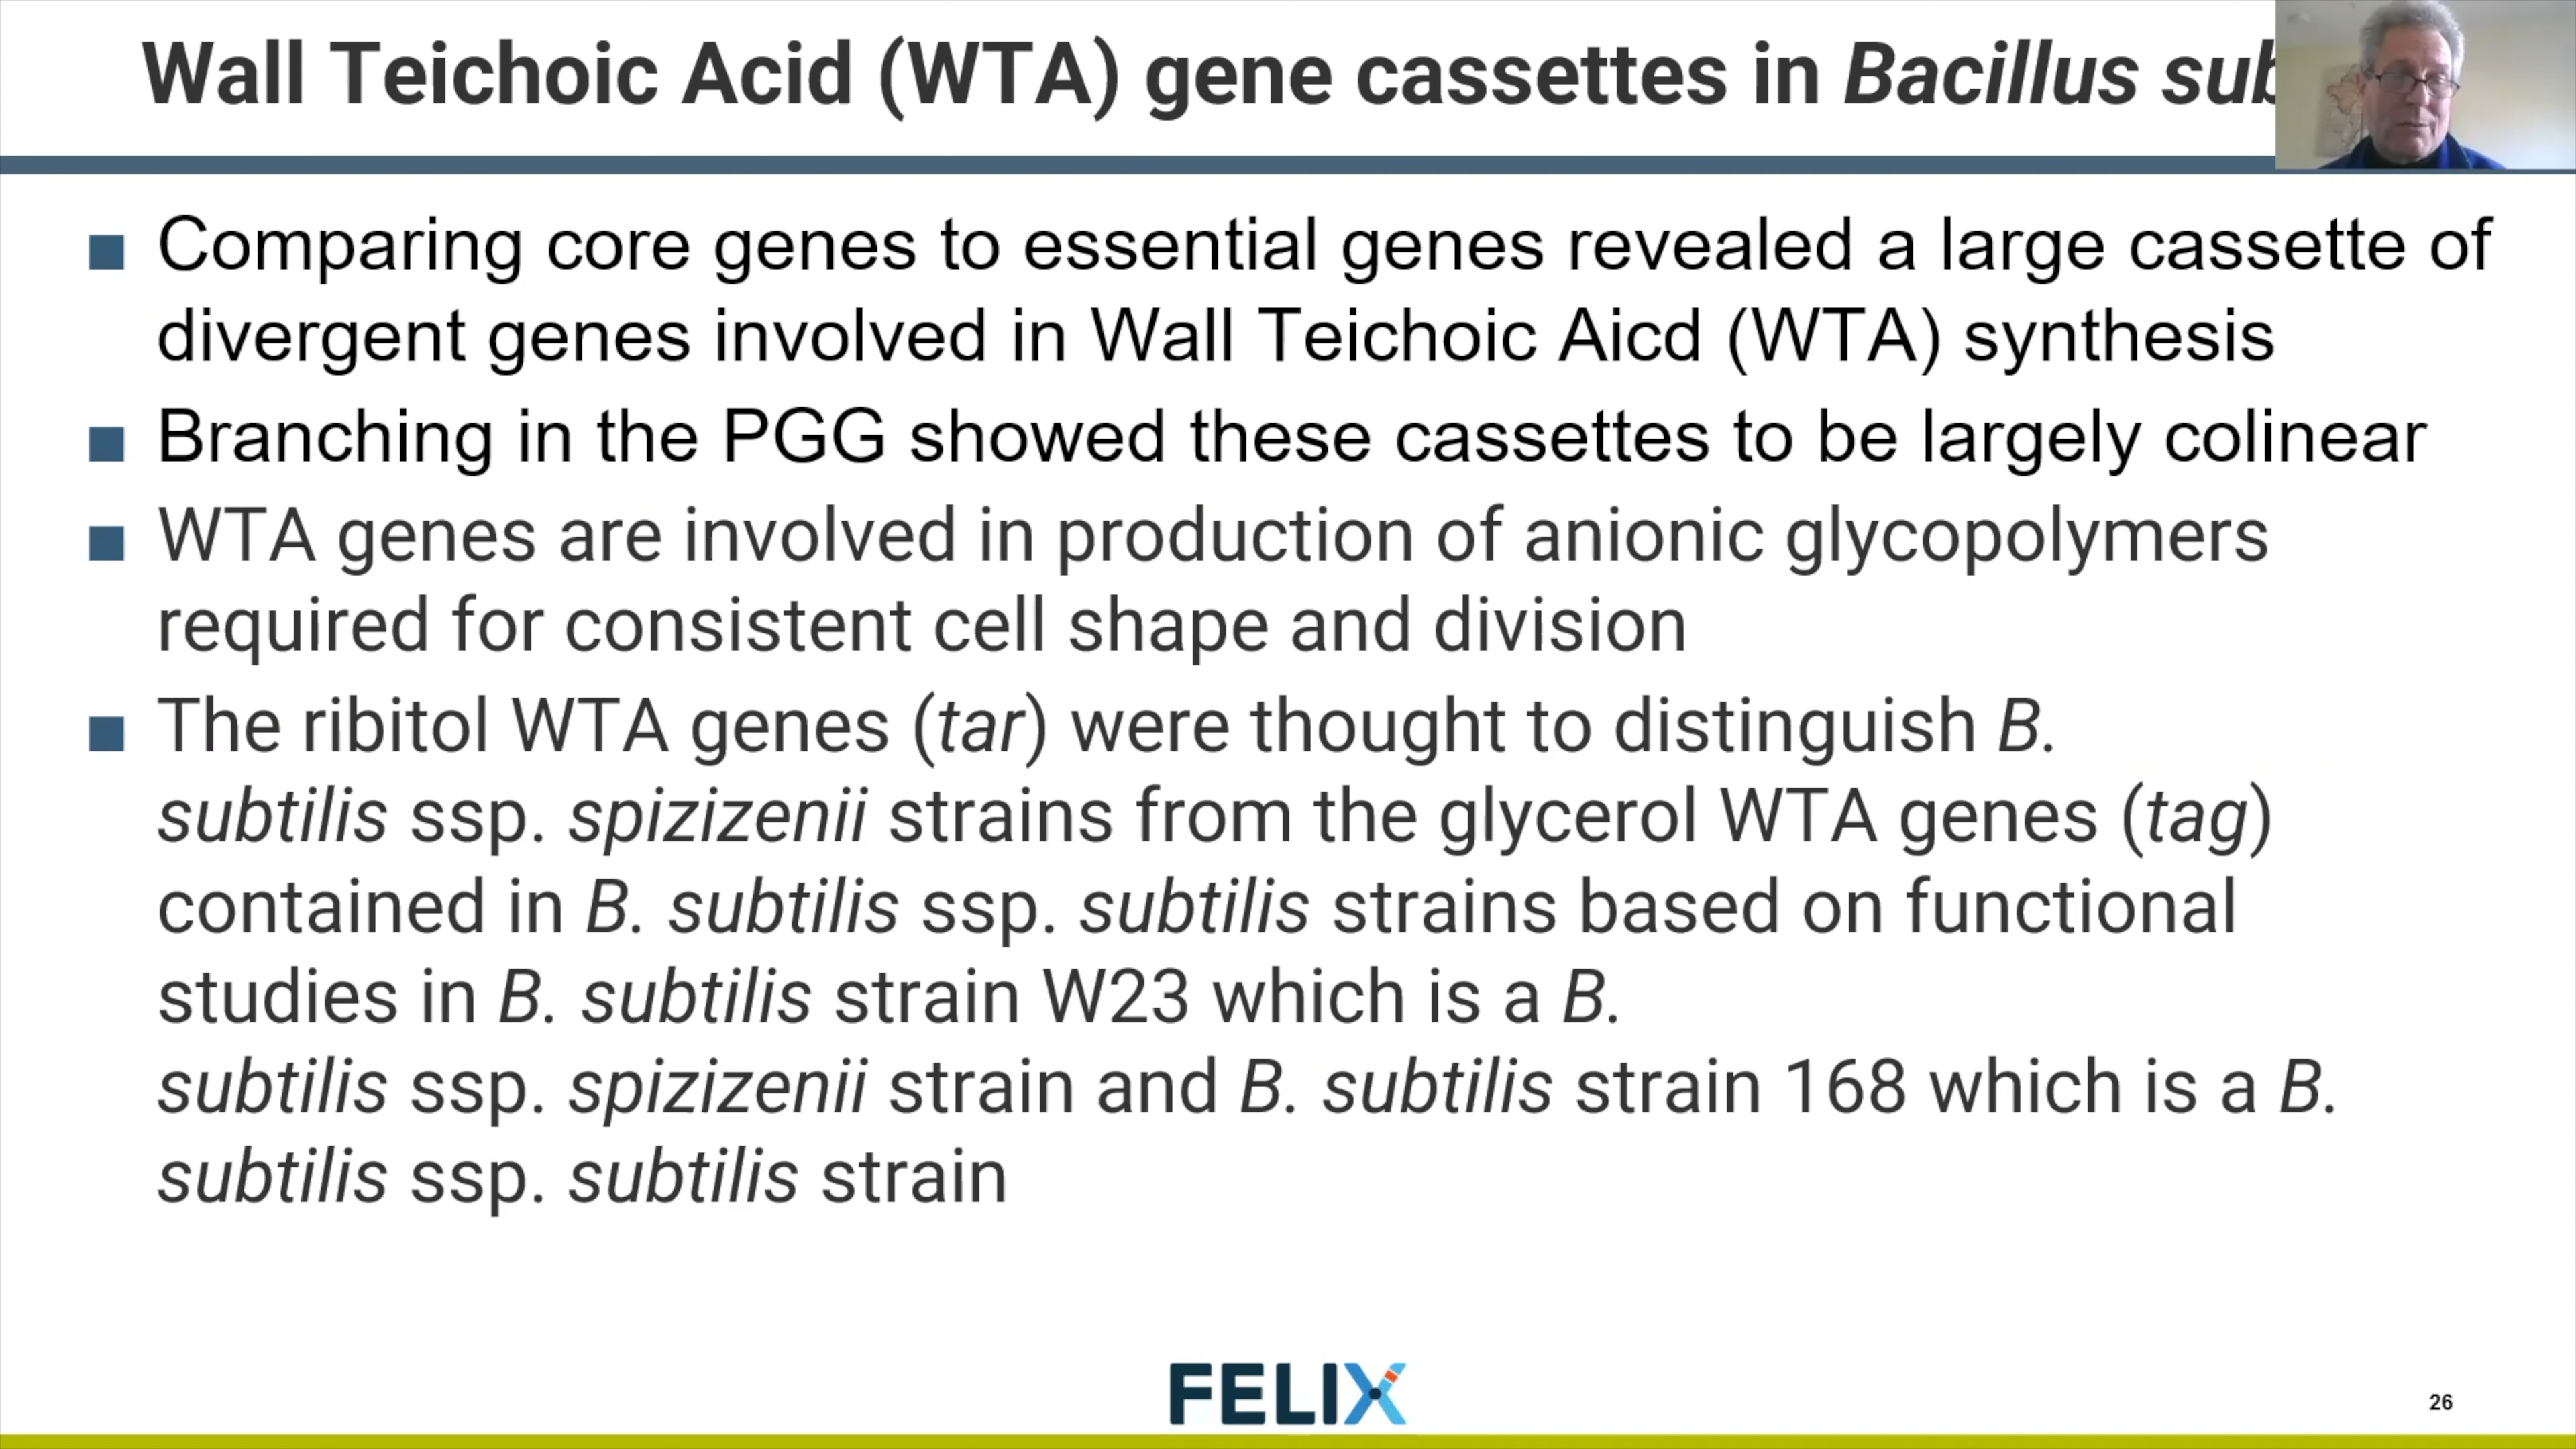 Wall Teichoic Acid (WTA) gene cassettes in Bacillus
■ Comparing core genes to essential genes revealed a large cassette of
divergent genes involved in Wall Teichoic Aicd (WTA) synthesis
■ Branching in the PGG showed these cassettes to be largely colinear
■ WTA genes are involved in production of anionic glycopolymers
required for consistent cell shape and division
■ The ribitol WTA genes (tar) were thought to distinguish B.
subtilis ssp. spizizenii strains from the glycerol WTA genes (tag)
contained in B. subtilis ssp. subtilis strains based on functional
studies in B. subtilis strain W23 which is a B.
subtilis ssp. spizizenii strain and B. subtilis strain 168 which is a B.
subtilis ssp. subtilis strain
FELIX
26